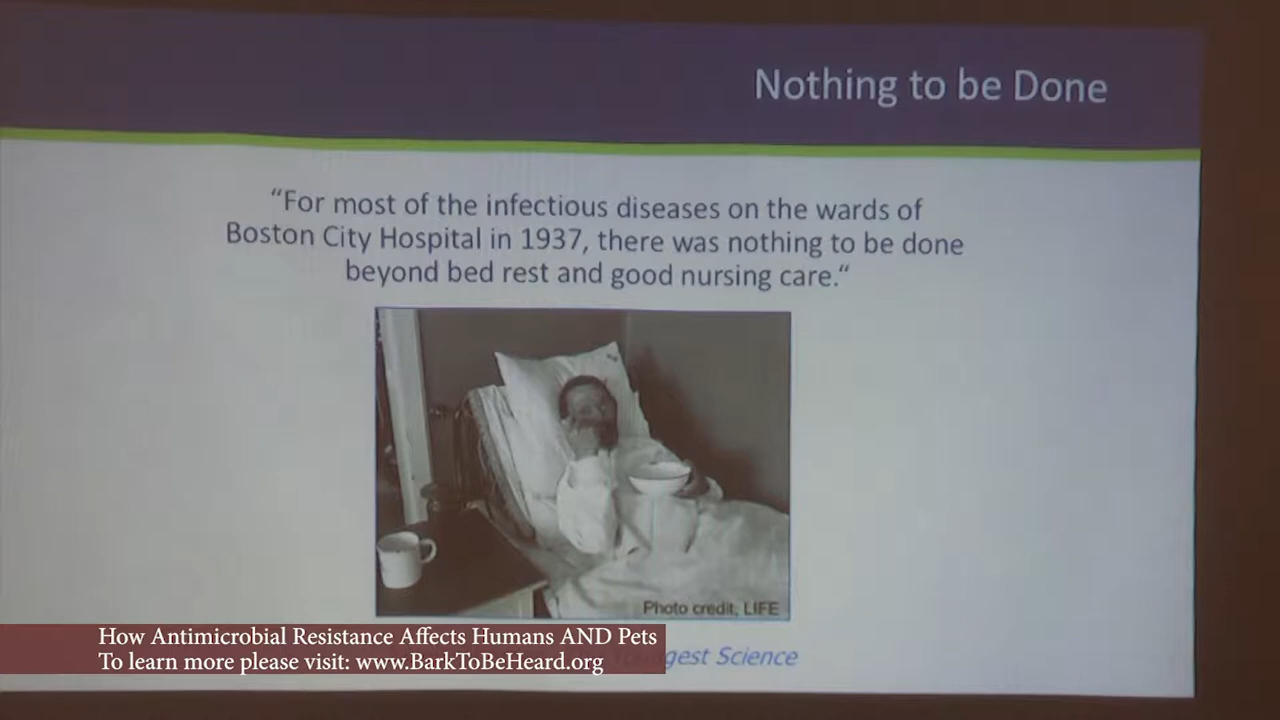 Nothing to be Done
“For most of the infectious diseases on the wards of
Boston City Hospital in 1937, there was nothing to be done
beyond bed rest and good nursing care.“
Photo credit, LIFE
How Antimicrobial Resistance Affects Humans AND Pets
To learn more please visit: www.BarkToBeHeard.org
Science